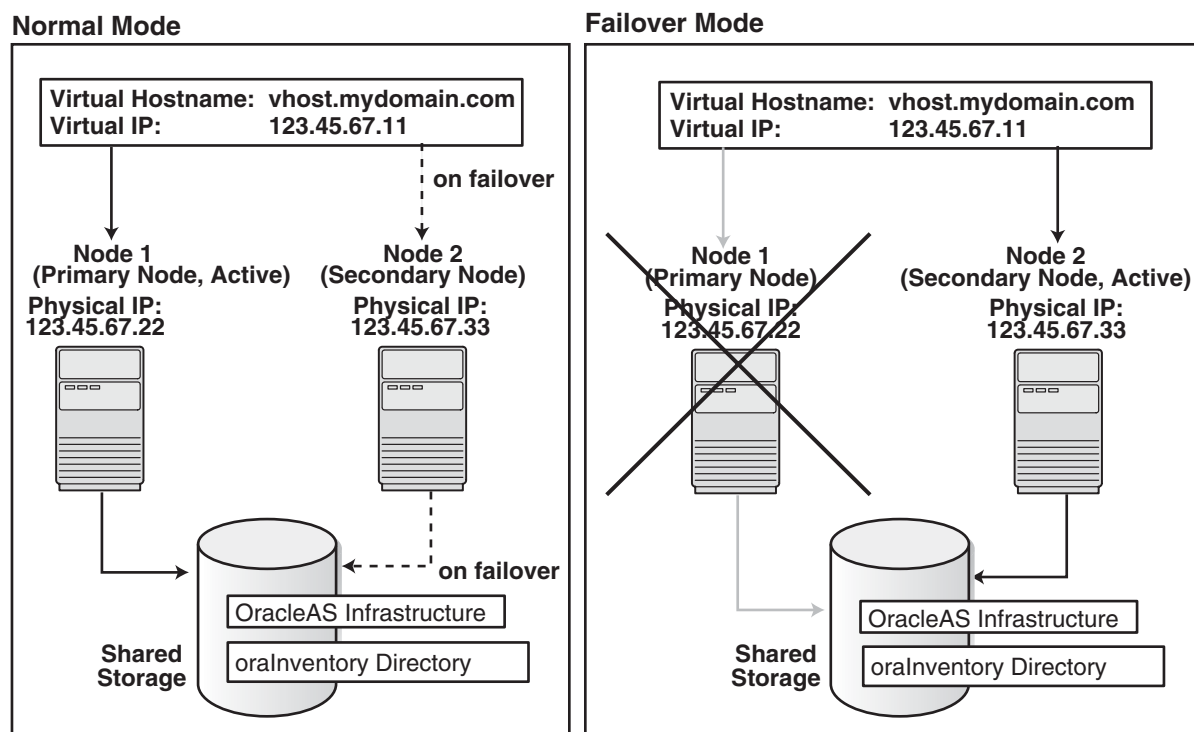 Normal Mode
Virtual Hostname: vhost.mydomain.com
Virtual IP: 123.45.67.11
on failover
Node 1
(Primary Node, Active)
Physical IP:
123.45.67.22
Node 2
(Secondary Node)
Physical IP:
123.45.67.33
on failover
OracleAS Infrastructure
oraInventory Directory
Shared
Storage
Failover Mode
Virtual Hostname: vhost.mydomain.com
Virtual IP: 123.45.67.11
Node 1
(Primary Node)
Physical IP:
123.45.67.22
Node 2
(Secondary Node, Active)
Physical IP:
123.45.67.33
OracleAS Infrastructure
oraInventory Directory
Shared
Storage